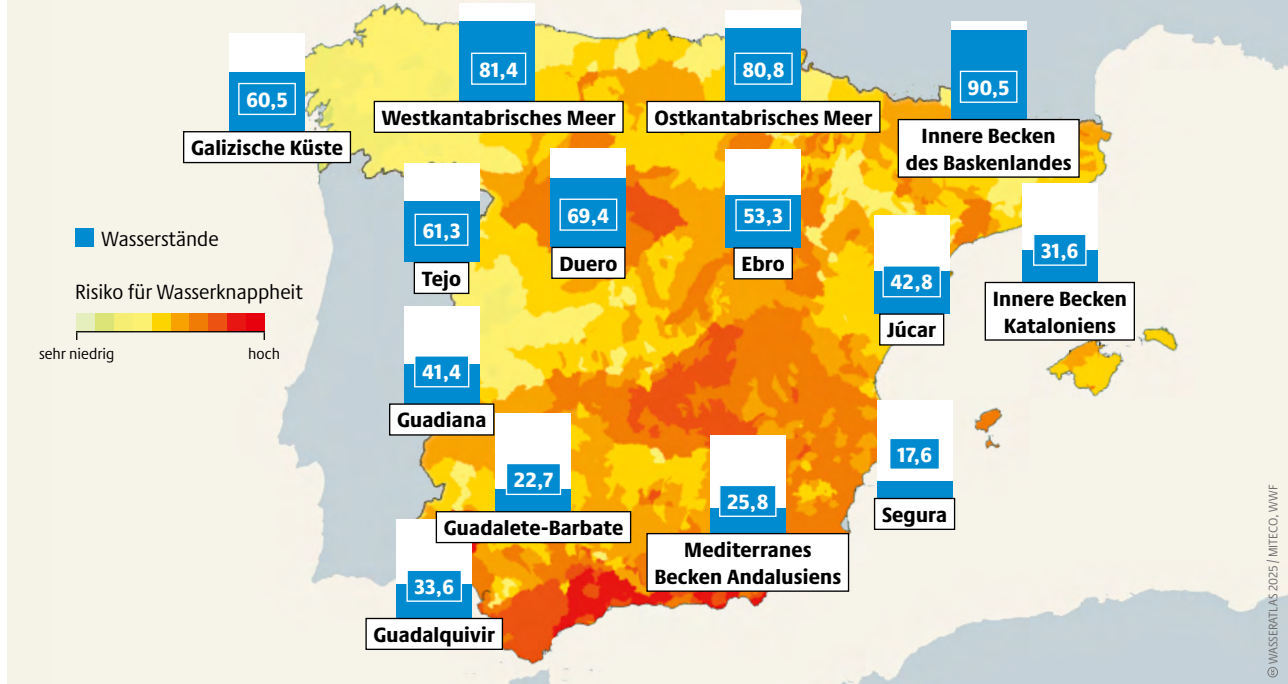 60,5
Galizische Küste
81,4
Westkantabrisches Meer
80,8
Ostkantabrisches Meer
90,5
Innere Becken
des Baskenlandes
61,3
Tejo
69,4
Duero
53,3
Ebro
42,8
Júcar
31,6
Innere Becken
Kataloniens
Wasserstände
Risiko für Wasserknappheit
sehr niedrig
hoch
41,4
Guadiana
22,7
Guadalete-Barbate
25,8
Mediterranes
Becken Andalusiens
17,6
Segura
33,6
Guadalquivir
© WASSERATLAS 2025 / MITECO, WWF